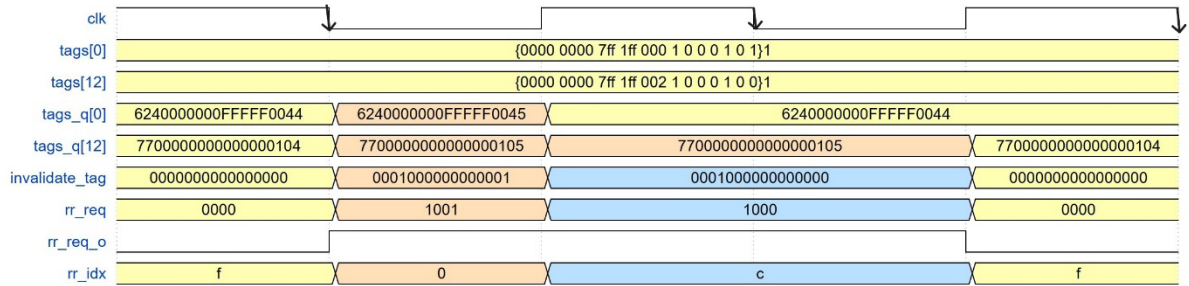 clk
tags[0] {0000 0000 7ff 1ff 000 1 0 0 0 1 0 1}1
tags[12] {0000 0000 7ff 1ff 002 1 0 0 0 1 0 0}1
tags_q[0] 6240000000FFFFF0044 6240000000FFFFF0045 6240000000FFFFF0044
tags_q[12] 7700000000000000104 7700000000000000105 7700000000000000105 7700000000000000104
invalidate_tag 0000000000000000 0001000000000001 0001000000000000 0000000000000000
rr_req 0000 1001 1000 0000
rr_req_o
rr_idx f 0 c f